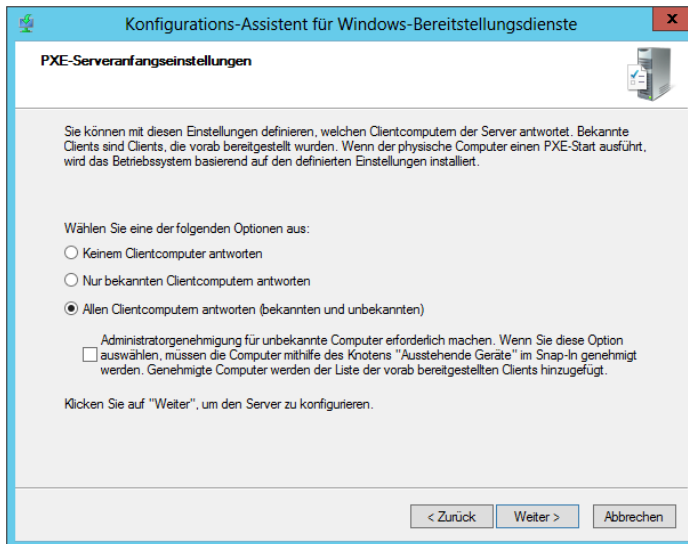 Konfigurations-Assistent für Windows-Bereitstellungsdienste
x
PXE-Serveranfangseinstellungen
Sie können mit diesen Einstellungen definieren, welchen Clientcomputern der Server antwortet. Bekannte
Clients sind Clients, die vorab bereitgestellt wurden. Wenn der physische Computer einen PXE-Start ausführt,
wird das Betriebssystem basierend auf den definierten Einstellungen installiert.
Wählen Sie eine der folgenden Optionen aus:
Keinem Clientcomputer antworten
Nur bekannten Clientcomputern antworten
Allen Clientcomputern antworten (bekannten und unbekannten)
Administratorgenehmigung für unbekannte Computer erforderlich machen. Wenn Sie diese Option
auswählen, müssen die Computer mithilfe des Knotens "Ausstehende Geräte" im Snap-In genehmigt
werden. Genehmigte Computer werden der Liste der vorab bereitgestellten Clients hinzugefügt.
Klicken Sie auf "Weiter", um den Server zu konfigurieren.
< Zurück Weiter > Abbrechen